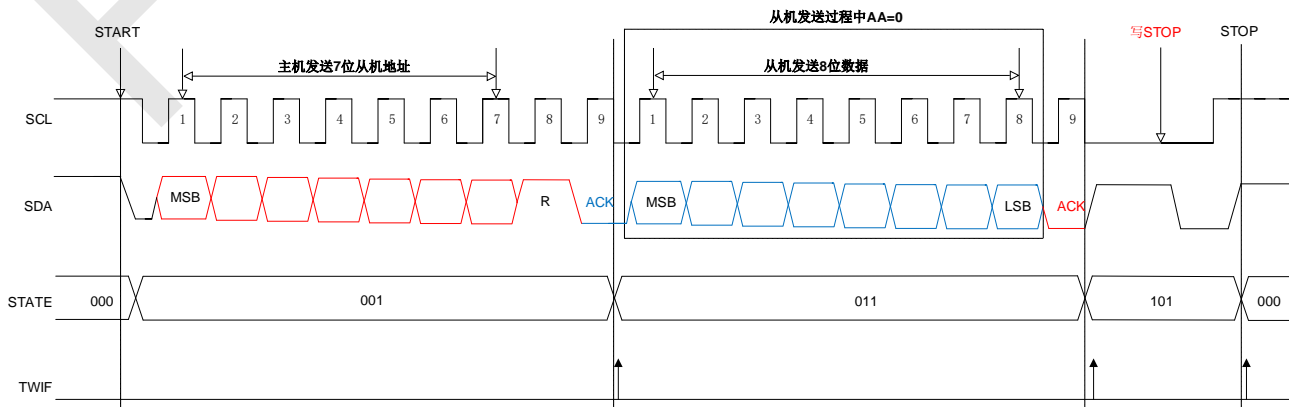 从机发送过程中AA=0
START
写STOP
STOP
主机发送7位从机地址
从机发送8位数据
SCL
1 2 3 4 5 6 7 8 9 1 2 3 4 5 6 7 8 9
SDA
MSB R ACK MSB LSB ACK
STATE 000 001 011 101 000
TWIF